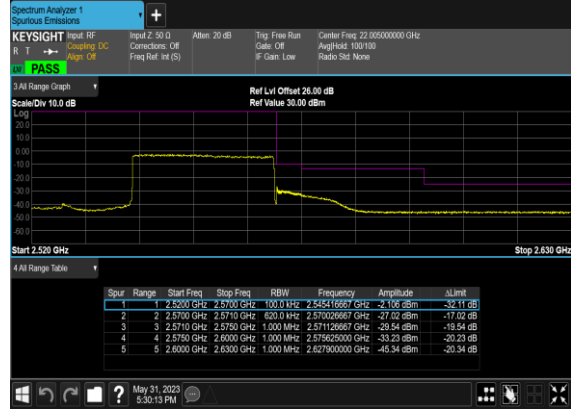 Spectrum Analyzer 1
Spurious Emissions
KEYSIGHT Input: RF Input Z: 50 Ω Atten: 20 dB Trig: Free Run Center Freq: 22.005000000 GHz
R T Coupling: DC Corrections: Off Gate: Off Avg|Hold: 100/100
Align: Off Freq Ref: Int (S) IF Gain: Low Radio Std: None
PASS
3 All Range Graph
Ref Lvl Offset 26.00 dB
Scale/Div 10.0 dB Ref Value 30.00 dBm
Log
20.0
10.0
0.00
-10.0
-20.0
-30.0
-40.0
-50.0
-60.0
Start 2.520 GHz Stop 2.630 GHz
4 All Range Table
Spur Range Start Freq Stop Freq RBW Frequency Amplitude ΔLimit
1 1 2.5200 GHz 2.5700 GHz 100.0 kHz 2.545416667 GHz -2.106 dBm -32.11 dB
2 2 2.5700 GHz 2.5710 GHz 620.0 kHz 2.570026667 GHz -27.02 dBm -17.02 dB
3 3 2.5710 GHz 2.5750 GHz 1.000 MHz 2.571126667 GHz -29.54 dBm -19.54 dB
4 4 2.5750 GHz 2.6000 GHz 1.000 MHz 2.575625000 GHz -33.23 dBm -20.23 dB
5 5 2.6000 GHz 2.6300 GHz 1.000 MHz 2.627900000 GHz -45.34 dBm -20.34 dB
May 31, 2023
5:30:13 PM